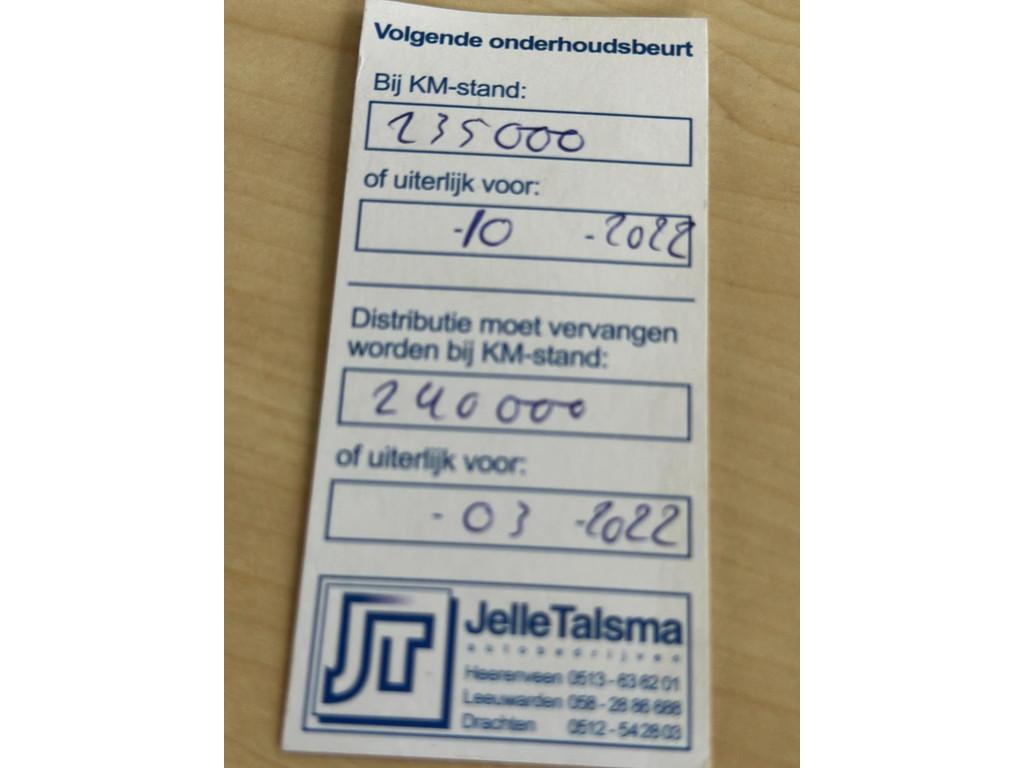 Volgende onderhoudsbeurt
Bij KM-stand:
235000
of uiterlijk voor:
-10 -2022
Distributie moet vervangen
worden bij KM-stand:
240000
of uiterlijk voor:
- 03 -2022
JT
JelleTalsma
autobedrijven
Heerenveen 0513 - 63 62 01
Leeuwarden 058 - 28 86 688
Drachten 0512 - 54 28 03